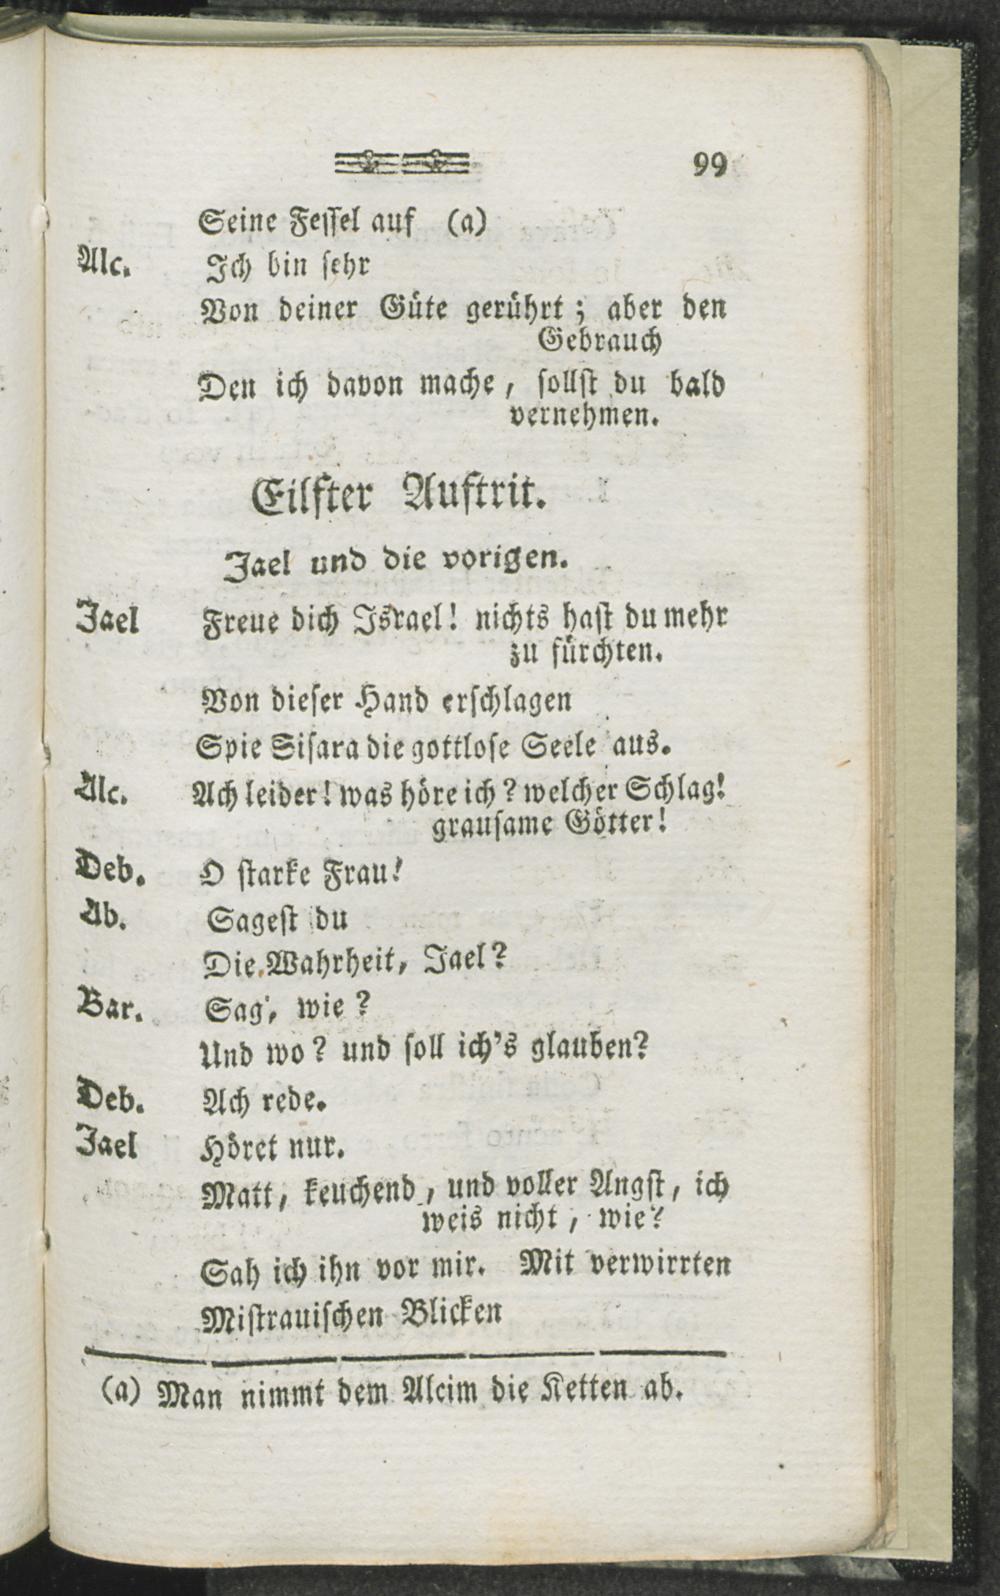 99
Seine Fessel auf (a)
Alc. Ich bin sehr
Von deiner Güte gerührt; aber den
Gebrauch
Den ich davon mache, sollst du bald
vernehmen.
Eilfter Auftrit.
Jael und die vorigen.
Jael Freue dich Israel! nichts hast du mehr
zu fürchten.
Von dieser Hand erschlagen
Spie Sisara die gottlose Seele aus.
Alc. Ach leider! was höre ich? welcher Schlag!
grausame Götter!
Deb. O starke Frau!
Ab. Sagest du
Die Wahrheit, Jael?
Bar. Sag', wie?
Und wo? und soll ich's glauben?
Deb. Ach rede.
Jael Höret nur.
Matt, keuchend, und voller Angst, ich
weis nicht, wie?
Sah ich ihn vor mir. Mit verwirrten
Mistrauischen Blicken
(a) Man nimmt dem Alcim die Ketten ab.